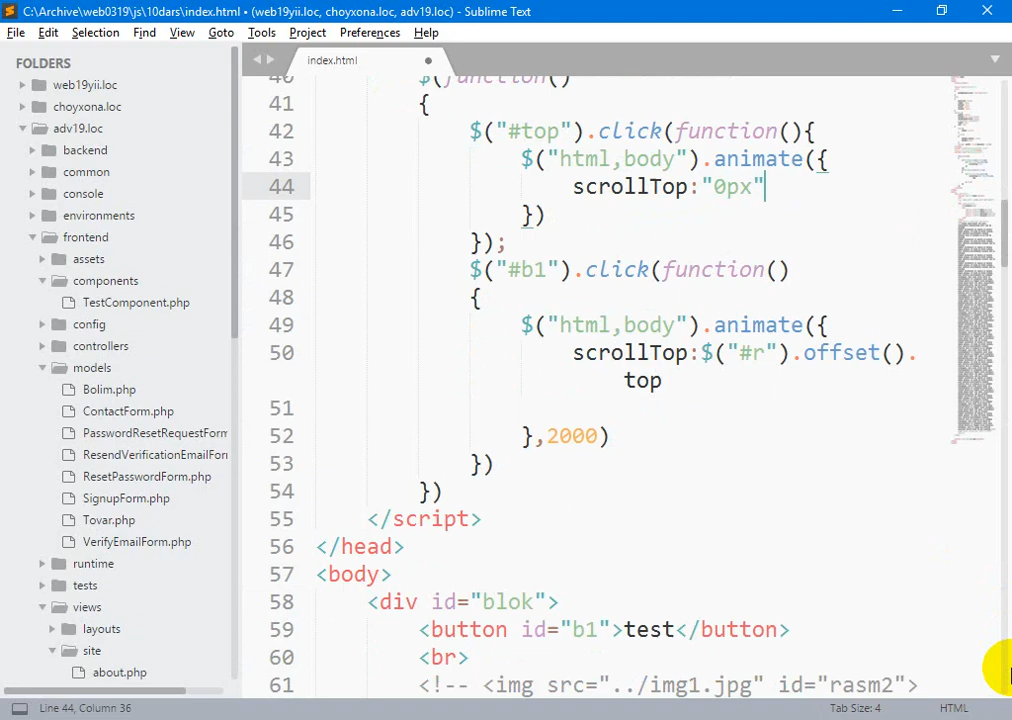 C:\Archive\web0319\js\10dars\index.html • (web19yii.loc, choyxona.loc, adv19.loc) - Sublime Text
File Edit Selection Find View Goto Tools Project Preferences Help
FOLDERS
web19yii.loc
choyxona.loc
adv19.loc
backend
common
console
environments
frontend
assets
components
TestComponent.php
config
controllers
models
Bolim.php
ContactForm.php
PasswordResetRequestForm
ResendVerificationEmailFor
ResetPasswordForm.php
SignupForm.php
Tovar.php
VerifyEmailForm.php
runtime
tests
views
layouts
site
about.php
index.html
40 $(function()
41 {
42 $("#top").click(function(){
43 $("html,body").animate({
44 scrollTop:"0px"
45 })
46 });
47 $("#b1").click(function()
48 {
49 $("html,body").animate({
50 scrollTop:$("#r").offset().
top
51
52 },2000)
53 })
54 })
55 </script>
56 </head>
57 <body>
58 <div id="blok">
59 <button id="b1">test</button>
60 <br>
61 <!-- <img src="../img1.jpg" id="rasm2">
Line 44, Column 36
Tab Size: 4
HTML